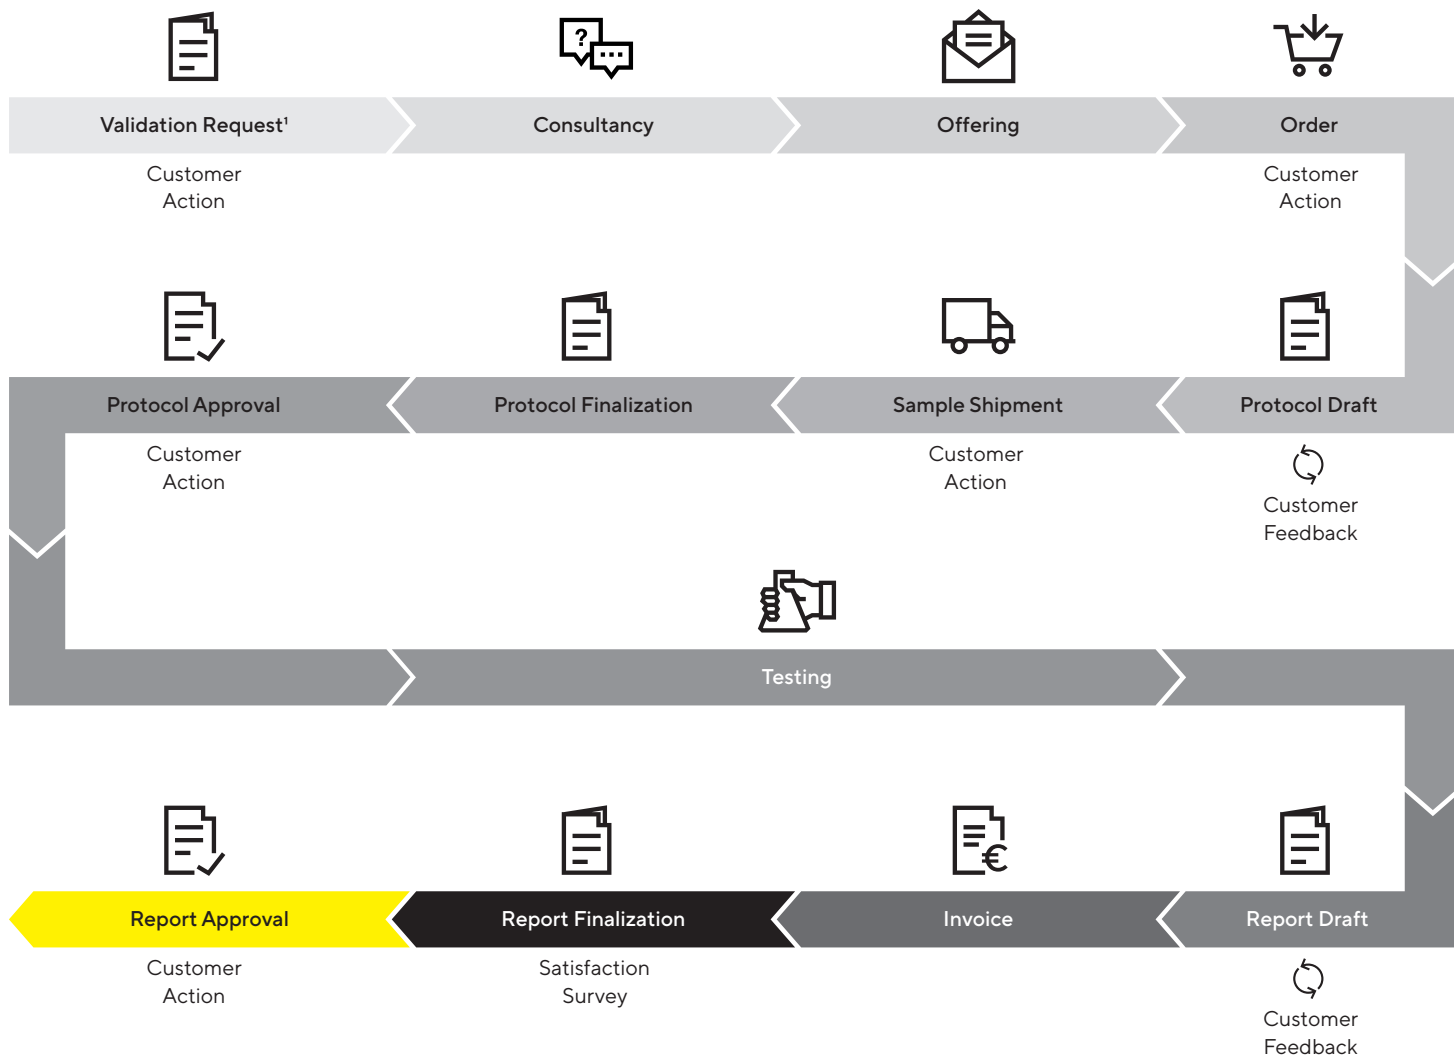 Validation Request¹
Consultancy
Offering
Order
Customer
Action
Customer
Action
Protocol Approval
Protocol Finalization
Sample Shipment
Protocol Draft
Customer
Action
Customer
Action
Customer
Feedback
Testing
Report Approval
Report Finalization
Invoice
Report Draft
Customer
Action
Satisfaction
Survey
Customer
Feedback